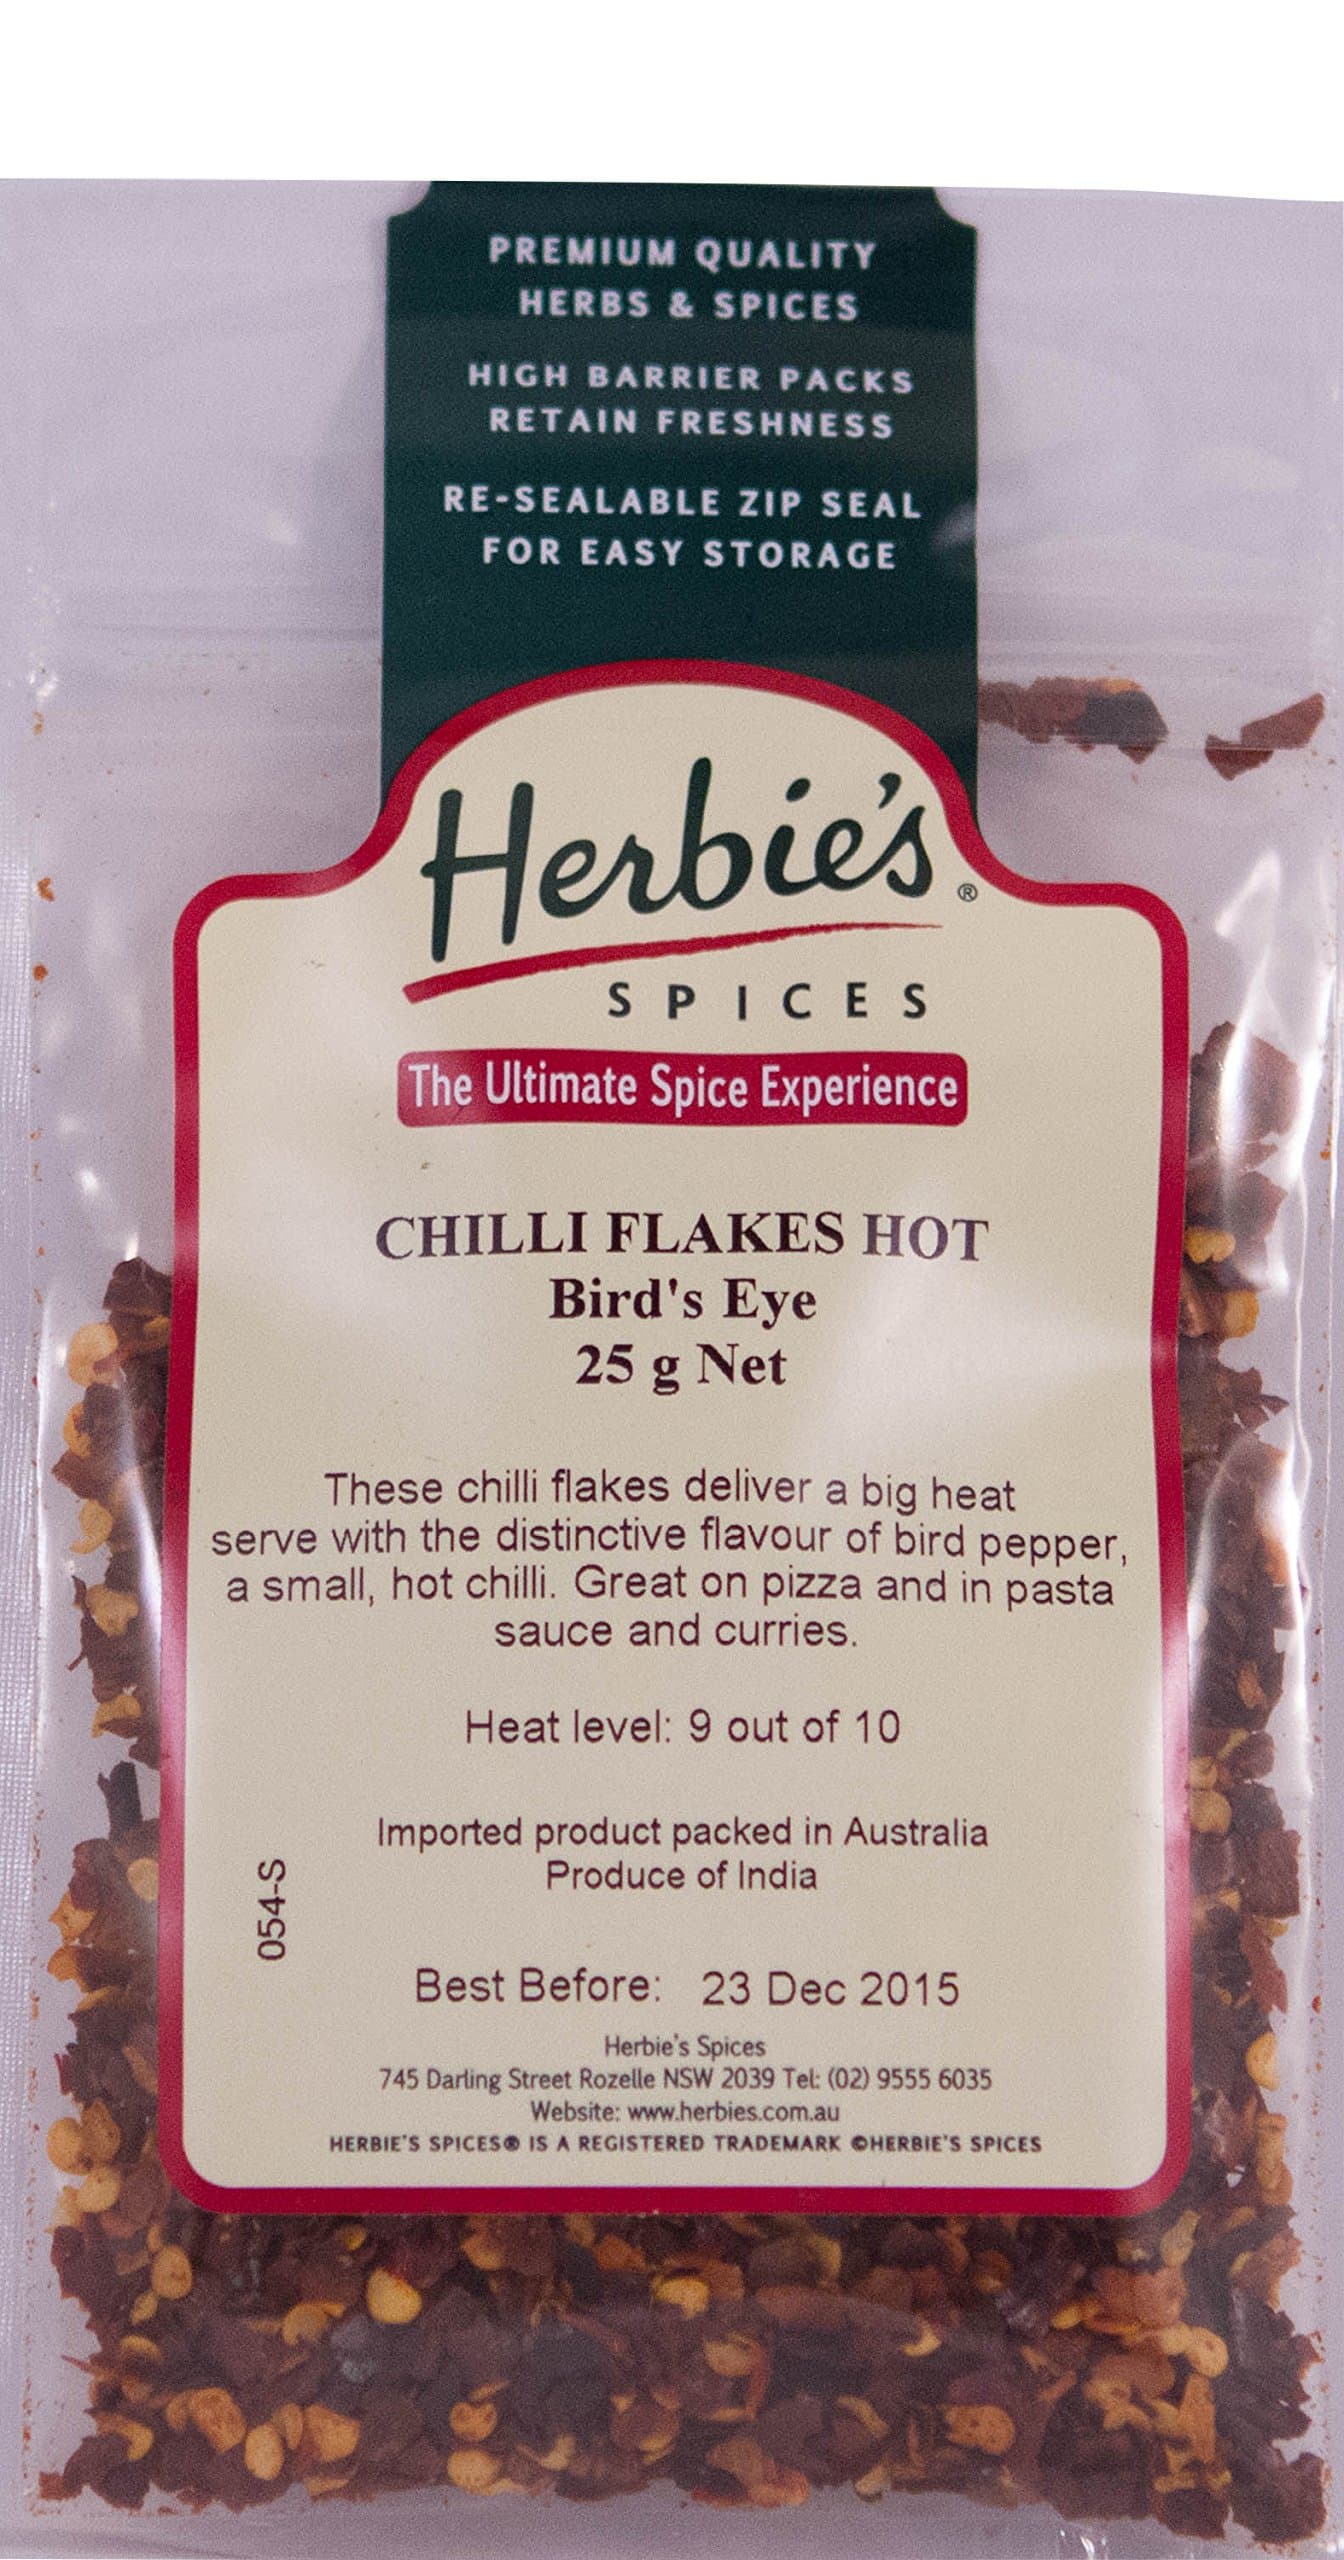 PREMIUM QUALITY
HERBS & SPICES
HIGH BARRIER PACKS
RETAIN FRESHNESS
RE-SEALABLE ZIP SEAL
FOR EASY STORAGE
Herbie's®
SPICES
The Ultimate Spice Experience
CHILLI FLAKES HOT
Bird's Eye
25 g Net
These chilli flakes deliver a big heat
serve with the distinctive flavour of bird pepper,
a small, hot chilli. Great on pizza and in pasta
sauce and curries.
Heat level: 9 out of 10
Imported product packed in Australia
Produce of India
054-S
Best Before: 23 Dec 2015
Herbie's Spices
745 Darling Street Rozelle NSW 2039 Tel: (02) 9555 6035
Website: www.herbies.com.au
HERBIE'S SPICES® IS A REGISTERED TRADEMARK ©HERBIE'S SPICES